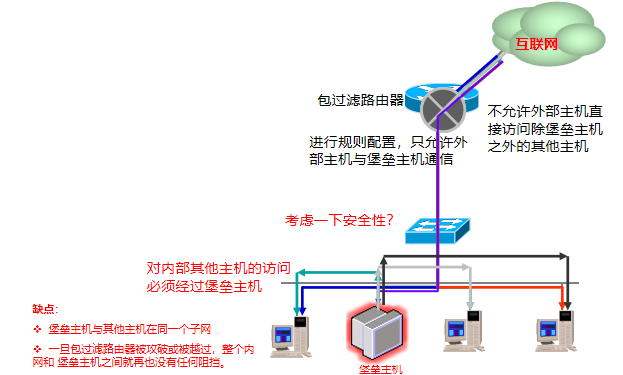 互联网
包过滤路由器
不允许外部主机直
接访问除堡垒主机
之外的其他主机
进行规则配置，只允许外
部主机与堡垒主机通信
考虑一下安全性？
对内部其他主机的访问
必须经过堡垒主机
缺点：
❖ 堡垒主机与其他主机在同一个子网
❖ 一旦包过滤路由器被攻破或被越过，整个内
网和 堡垒主机之间就再也没有任何阻挡。
堡垒主机